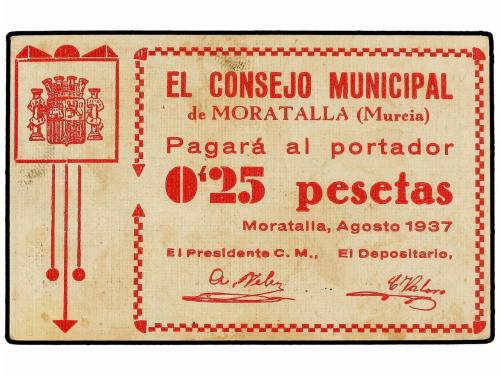 EL CONSEJO MUNICIPAL
de MORATALLA (Murcia)
Pagará al portador
0'25 pesetas
Moratalla, Agosto 1937
El Presidente C. M., El Depositario,